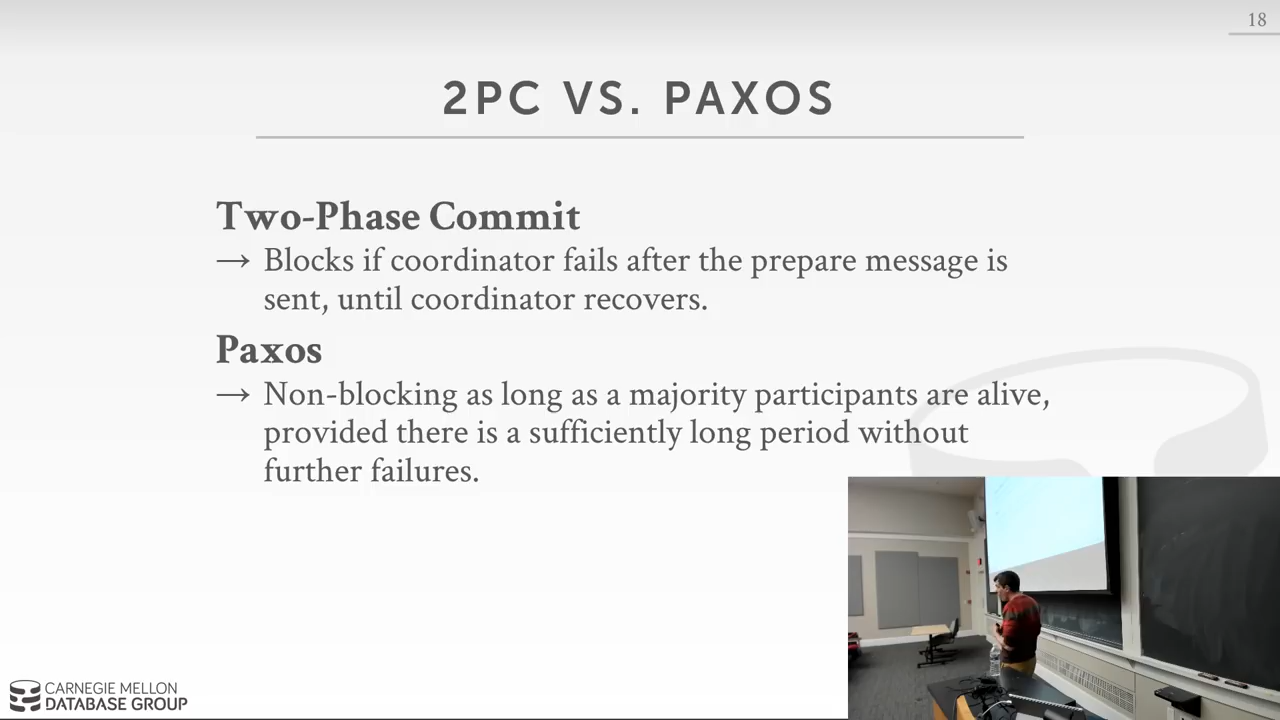 18
2PC VS. PAXOS
Two-Phase Commit
→ Blocks if coordinator fails after the prepare message is
sent, until coordinator recovers.
Paxos
→ Non-blocking as long as a majority participants are alive,
provided there is a sufficiently long period without
further failures.
CARNEGIE MELLON
DATABASE GROUP